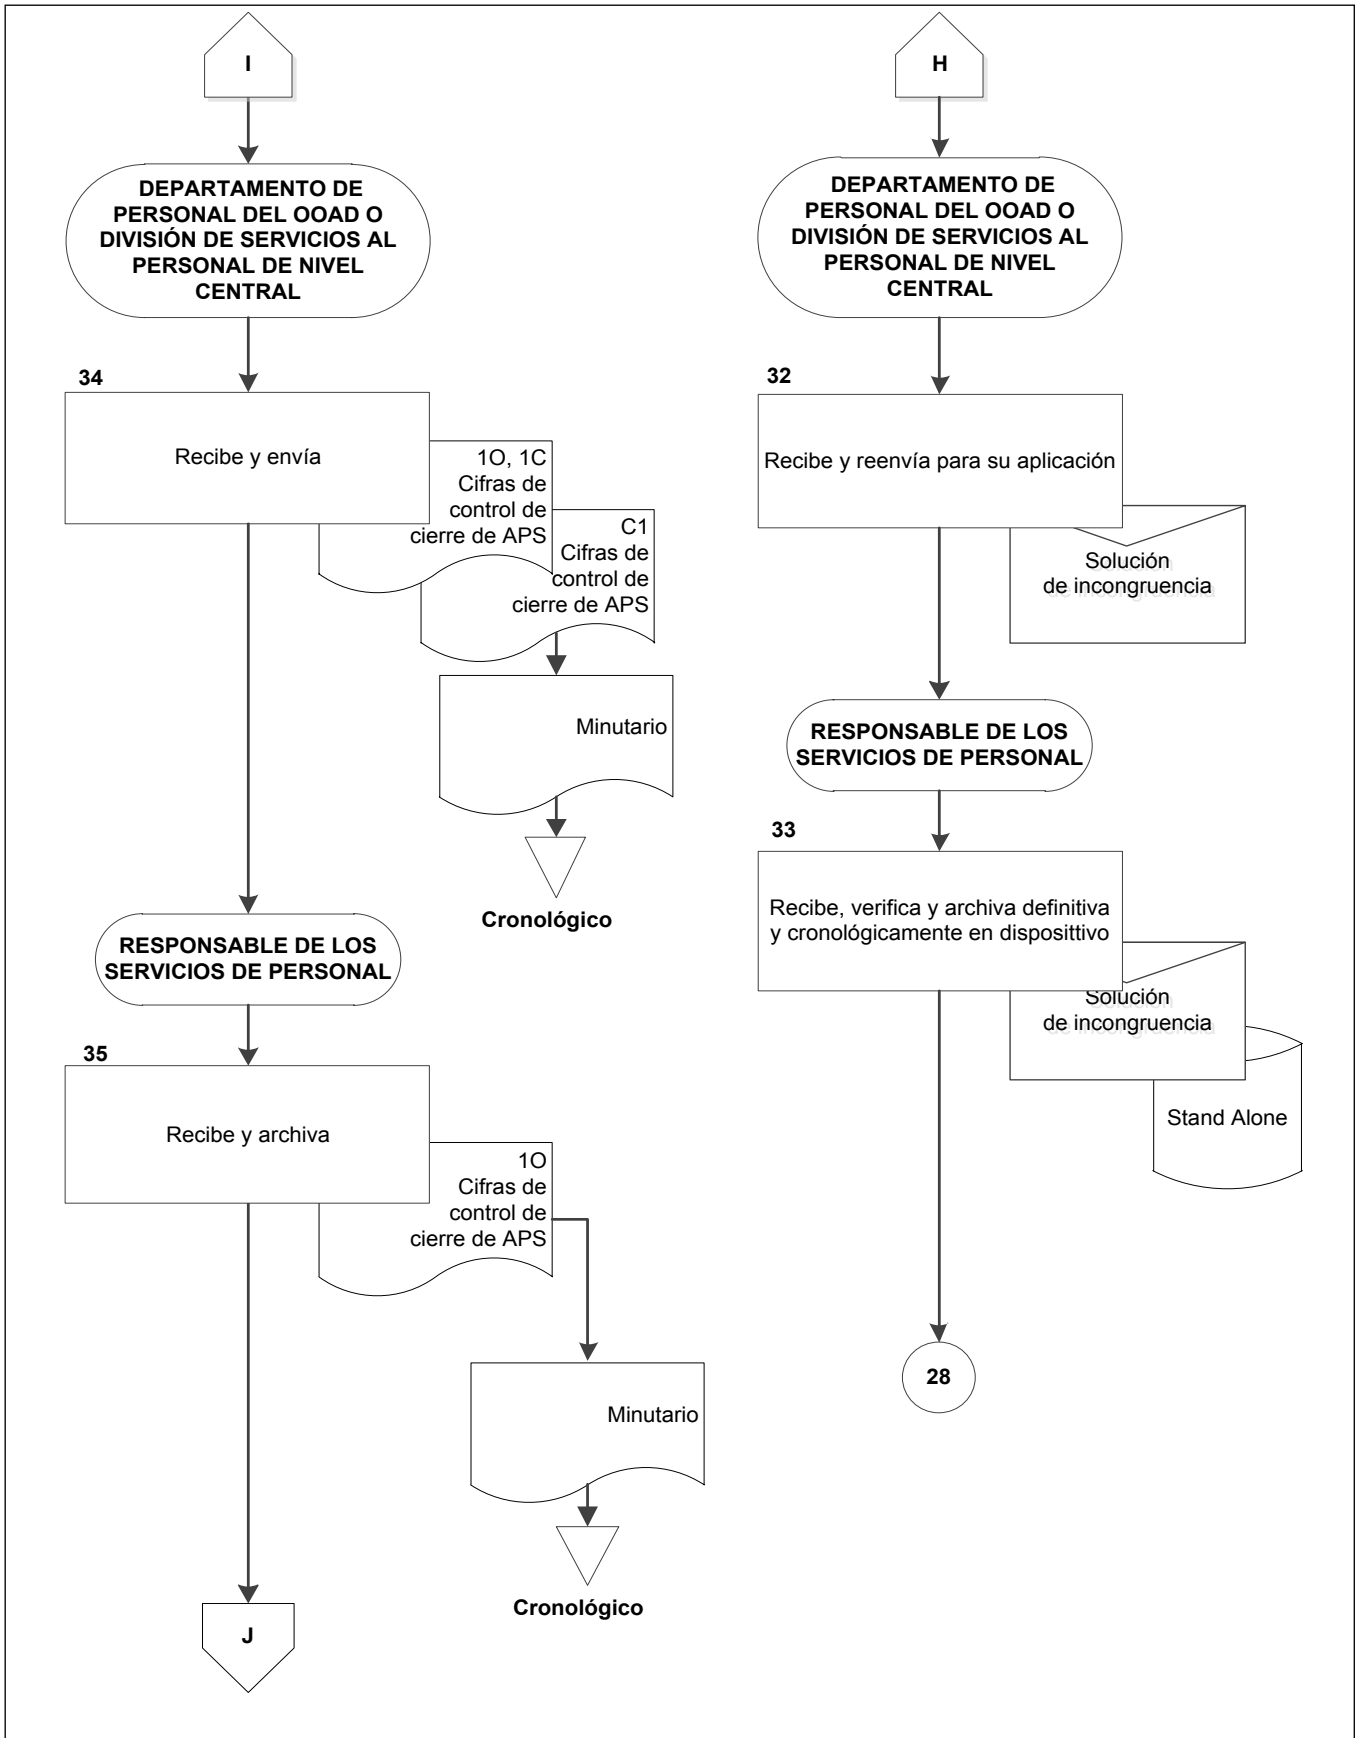 I
DEPARTAMENTO DE
PERSONAL DEL OOAD O
DIVISIÓN DE SERVICIOS AL
PERSONAL DE NIVEL
CENTRAL
34
Recibe y envía
1O, 1C
Cifras de
control de
cierre de APS
C1
Cifras de
control de
cierre de APS
Minutario
Cronológico
RESPONSABLE DE LOS
SERVICIOS DE PERSONAL
35
Recibe y archiva
1O
Cifras de
control de
cierre de APS
Minutario
Cronológico
J
H
DEPARTAMENTO DE
PERSONAL DEL OOAD O
DIVISIÓN DE SERVICIOS AL
PERSONAL DE NIVEL
CENTRAL
32
Recibe y reenvía para su aplicación
Solución
de incongruencia
RESPONSABLE DE LOS
SERVICIOS DE PERSONAL
33
Recibe, verifica y archiva definitiva
y cronológicamente en disposittivo
Solución
de incongruencia
Stand Alone
28